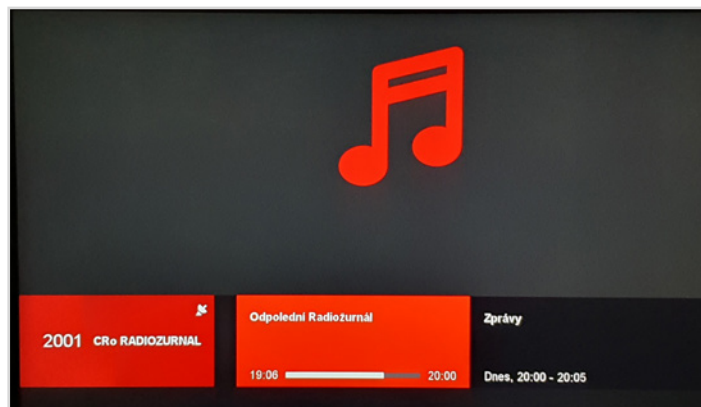 2001 CRo RADIOZURNAL
Odpolední Radiožurnál
19:06 20:00
Zprávy
Dnes, 20:00 - 20:05